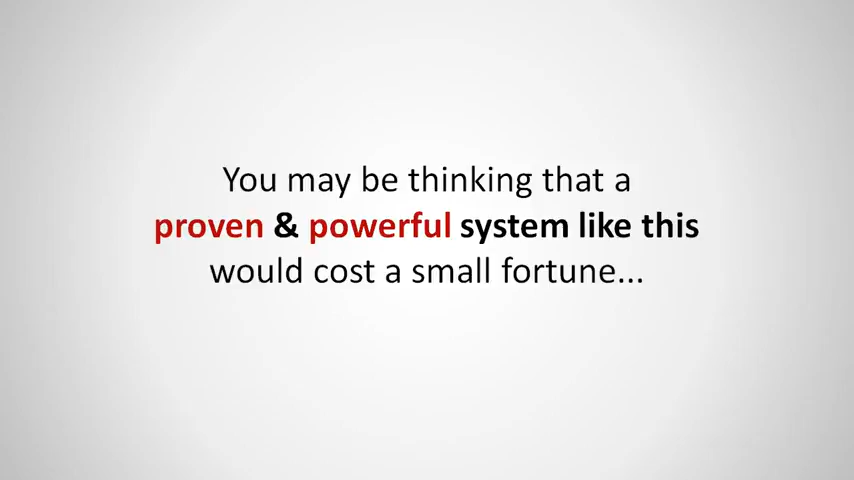 You may be thinking that a
proven & powerful system like this
would cost a small fortune...